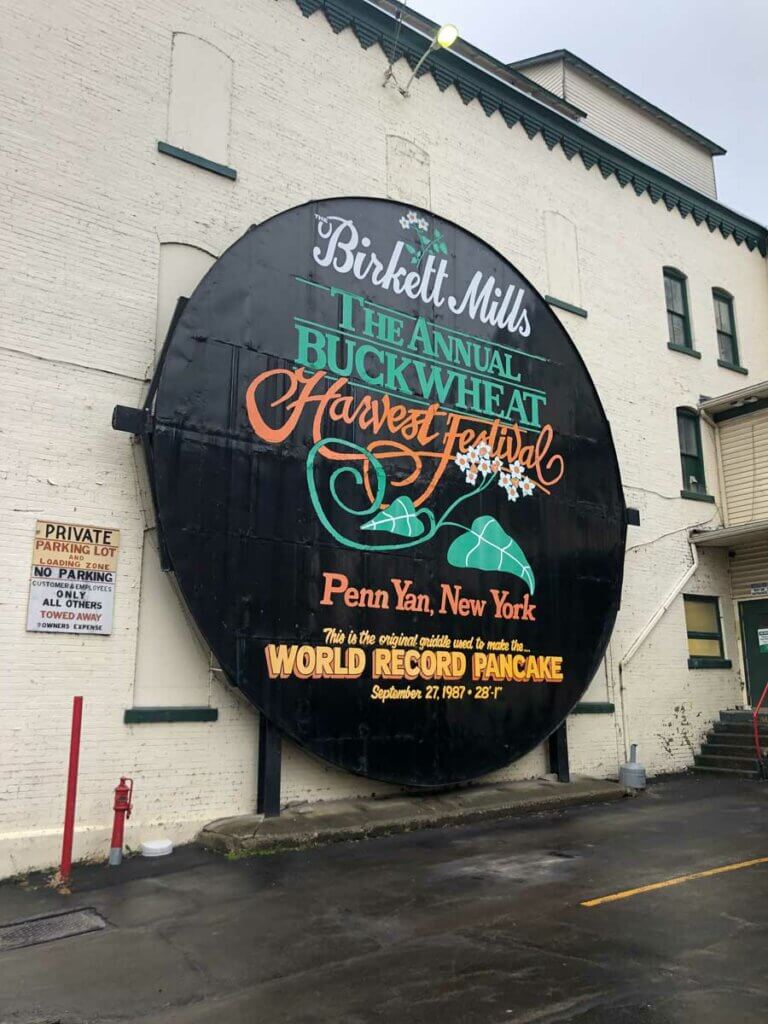 THE
Birkett Mills
THE ANNUAL
BUCKWHEAT
Harvest Festival
Penn Yan, New York
This is the original griddle used to make the...
WORLD RECORD PANCAKE
September 27, 1987 • 28'-1"
PRIVATE
PARKING LOT
AND
LOADING ZONE
NO PARKING
CUSTOMER & EMPLOYEES
ONLY
ALL OTHERS
TOWED AWAY
OWNERS EXPENSE